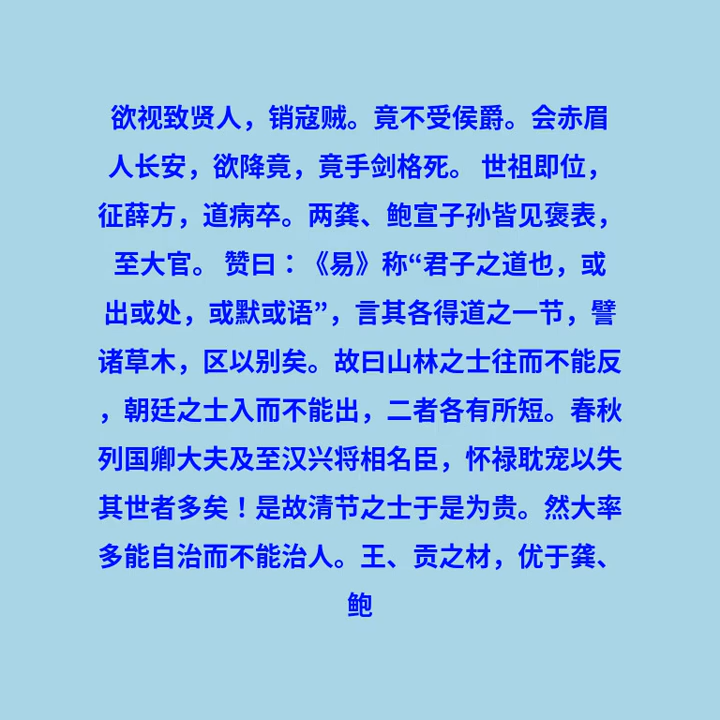 欲视致贤人，销寇贼。竟不受侯爵。会赤眉
人长安，欲降竟，竟手剑格死。 世祖即位，
征薛方，道病卒。两龚、鲍宣子孙皆见褒表，
至大官。 赞曰：《易》称“君子之道也，或
出或处，或默或语”，言其各得道之一节，譬
诸草木，区以别矣。故曰山林之士往而不能反
，朝廷之士入而不能出，二者各有所短。春秋
列国卿大夫及至汉兴将相名臣，怀禄耽宠以失
其世者多矣！是故清节之士于是为贵。然大率
多能自治而不能治人。王、贡之材，优于龚、
鲍